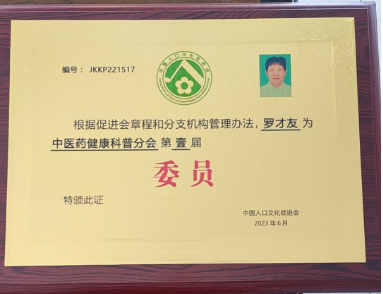 编号：JKKP221517
根据促进会章程和分支机构管理办法，罗才友为
中医药健康科普分会第壹届
委员
特颁此证
中国人口文化促进会
2023年6月